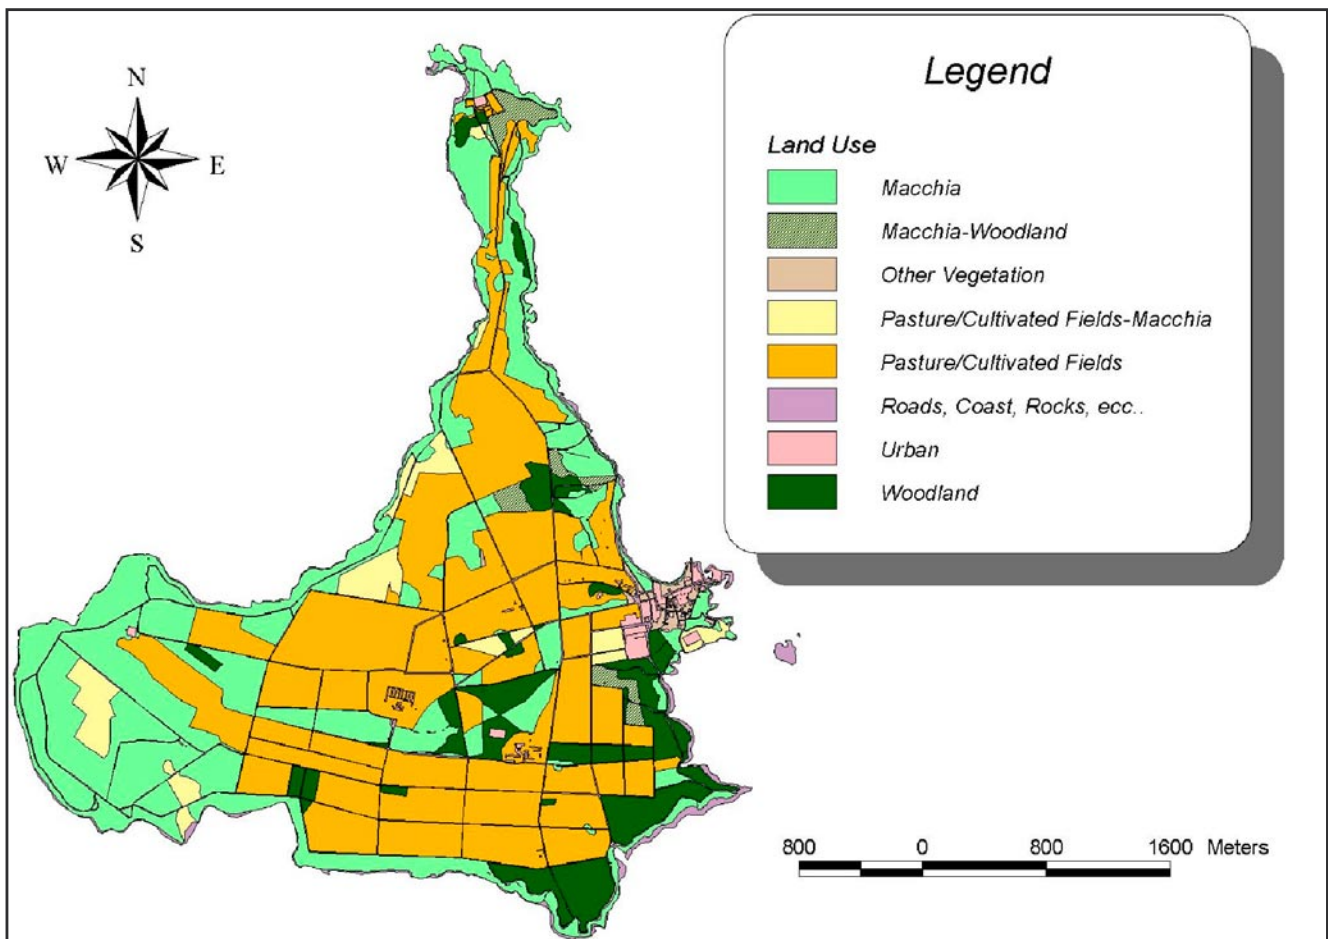 N
W E
S
Legend
Land Use
Macchia
Macchia-Woodland
Other Vegetation
Pasture/Cultivated Fields-Macchia
Pasture/Cultivated Fields
Roads, Coast, Rocks, ecc..
Urban
Woodland
800 0 800 1600 Meters